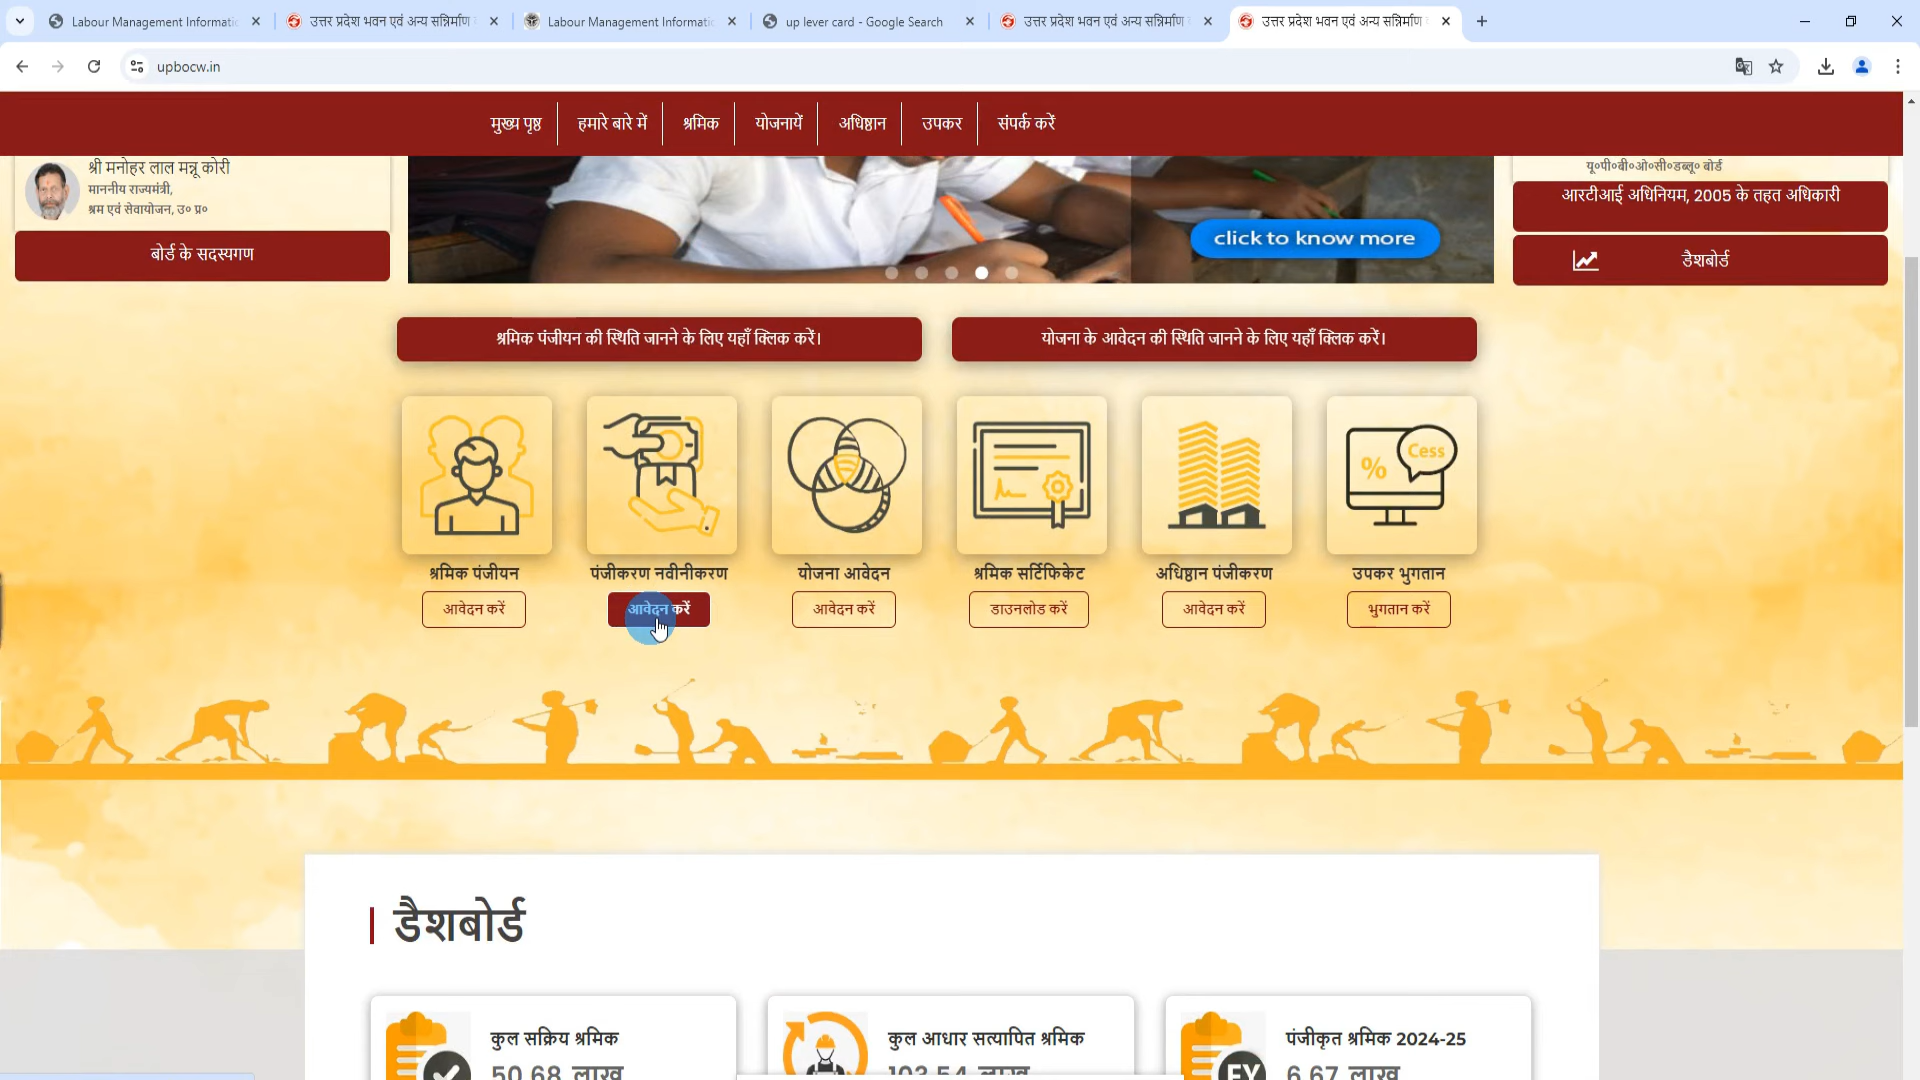 Labour Management Informatic
उत्तर प्रदेश भवन एवं अन्य सन्निर्माण
Labour Management Informatic
up lever card - Google Search
उत्तर प्रदेश भवन एवं अन्य सन्निर्माण
उत्तर प्रदेश भवन एवं अन्य सन्निर्माण
upbocw.in
मुख्य पृष्ठ
हमारे बारे में
श्रमिक
योजनायें
अधिष्ठान
उपकर
संपर्क करें
श्री मनोहर लाल मन्नू कोरी
माननीय राज्यमंत्री,
श्रम एवं सेवायोजन, उ० प्र०
बोर्ड के सदस्यगण
click to know more
यू०पी०बी०ओ०सी०डब्लू० बोर्ड
आरटीआई अधिनियम, 2005 के तहत अधिकारी
डैशबोर्ड
श्रमिक पंजीयन की स्थिति जानने के लिए यहाँ क्लिक करें।
योजना के आवेदन की स्थिति जानने के लिए यहाँ क्लिक करें।
% Cess
श्रमिक पंजीयन
पंजीकरण नवीनीकरण
योजना आवेदन
श्रमिक सर्टिफिकेट
अधिष्ठान पंजीकरण
उपकर भुगतान
आवेदन करें
आवेदन करें
आवेदन करें
डाउनलोड करें
आवेदन करें
भुगतान करें
डैशबोर्ड
कुल सक्रिय श्रमिक
50.68 लाख
कुल आधार सत्यापित श्रमिक
103.54 लाख
FY
पंजीकृत श्रमिक 2024-25
6.67 लाख